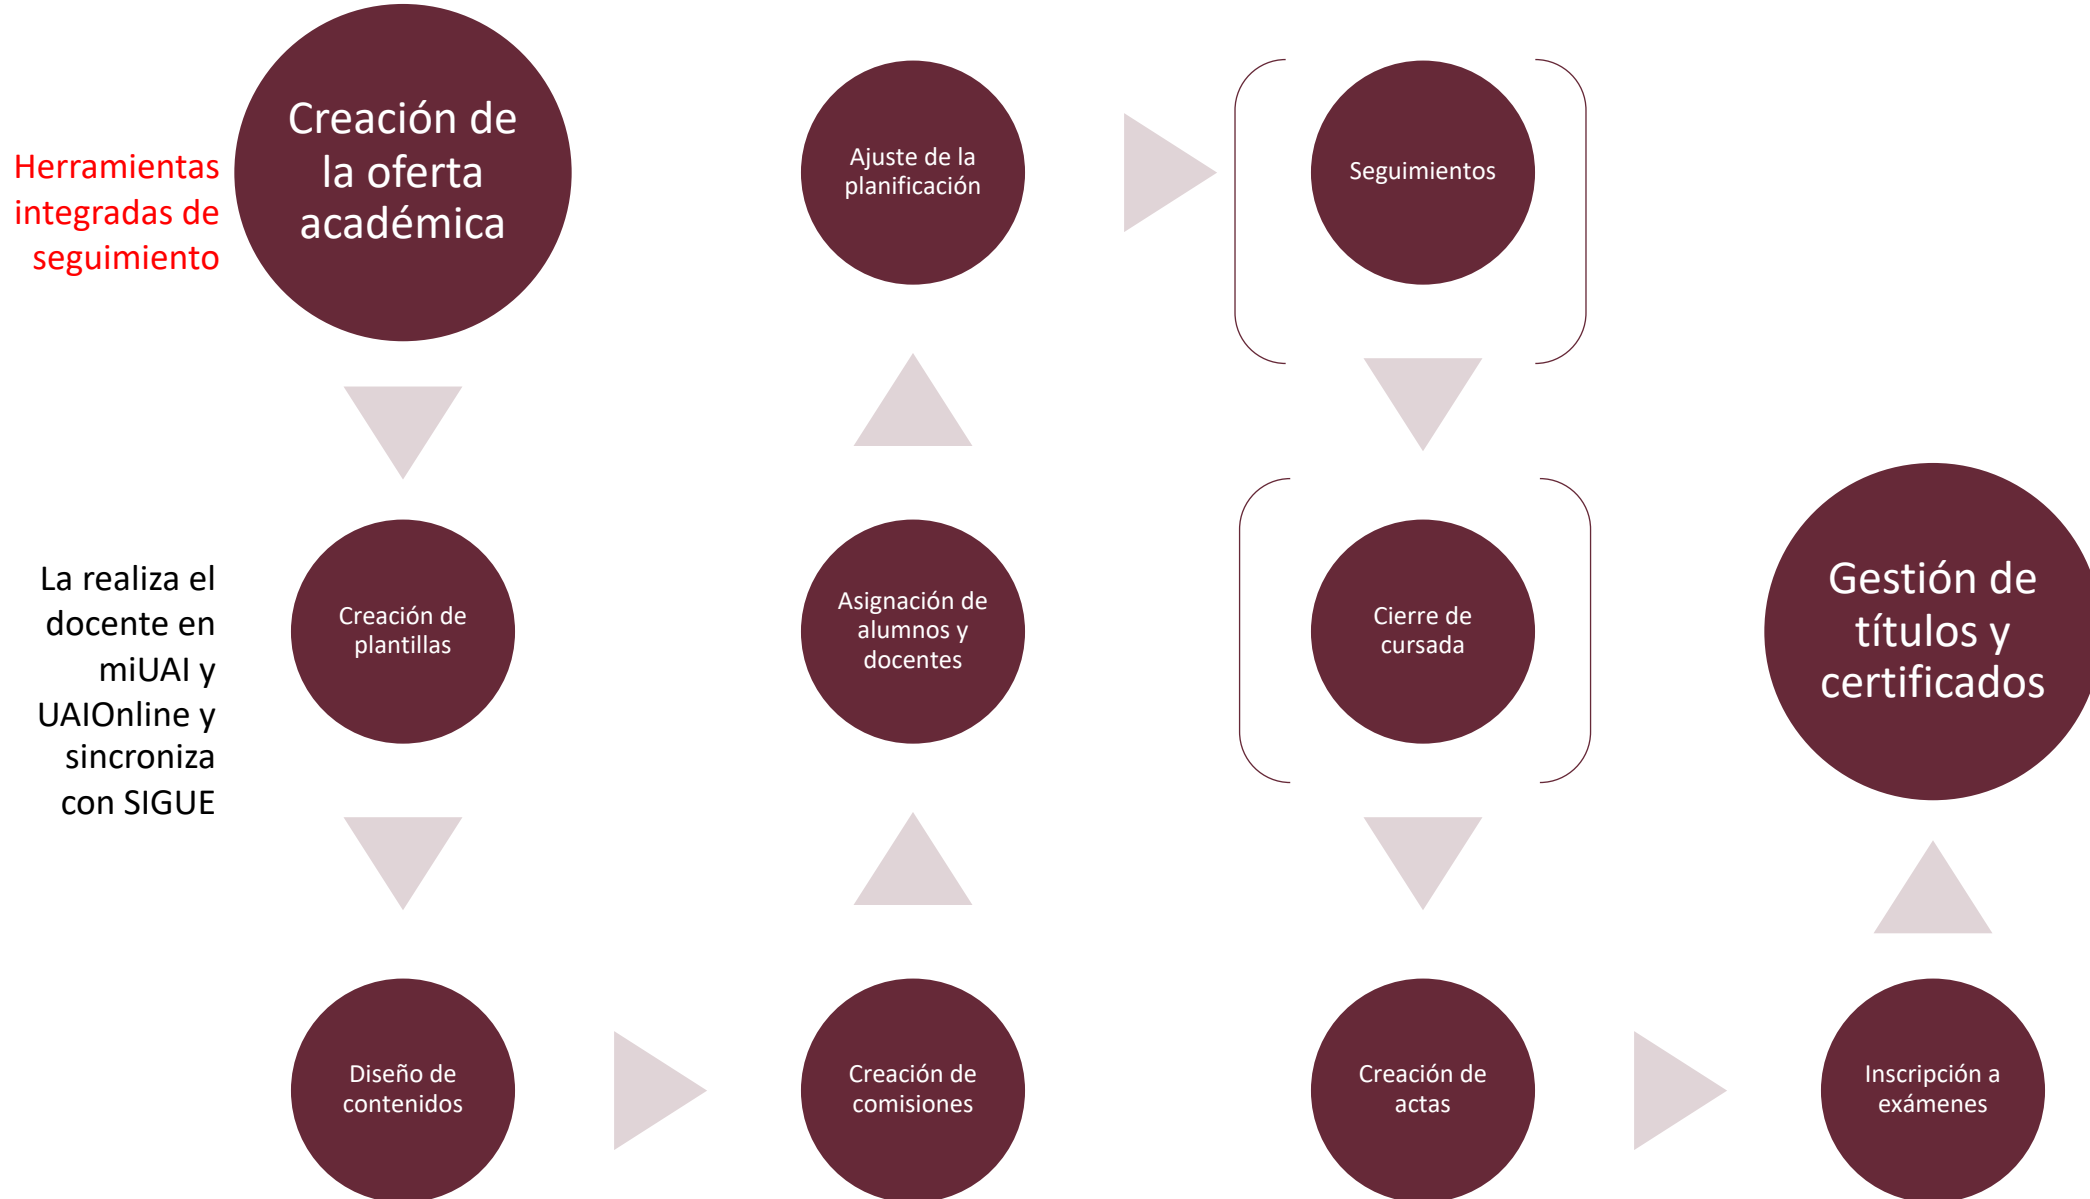 Herramientas
integradas de
seguimiento
Creación de
la oferta
académica
La realiza el
docente en
miUAI y
UAIOnline y
sincroniza
con SIGUE
Creación de
plantillas
Diseño de
contenidos
Creación de
comisiones
Asignación de
alumnos y
docentes
Ajuste de la
planificación
Seguimientos
Cierre de
cursada
Creación de
actas
Inscripción a
exámenes
Gestión de
títulos y
certificados